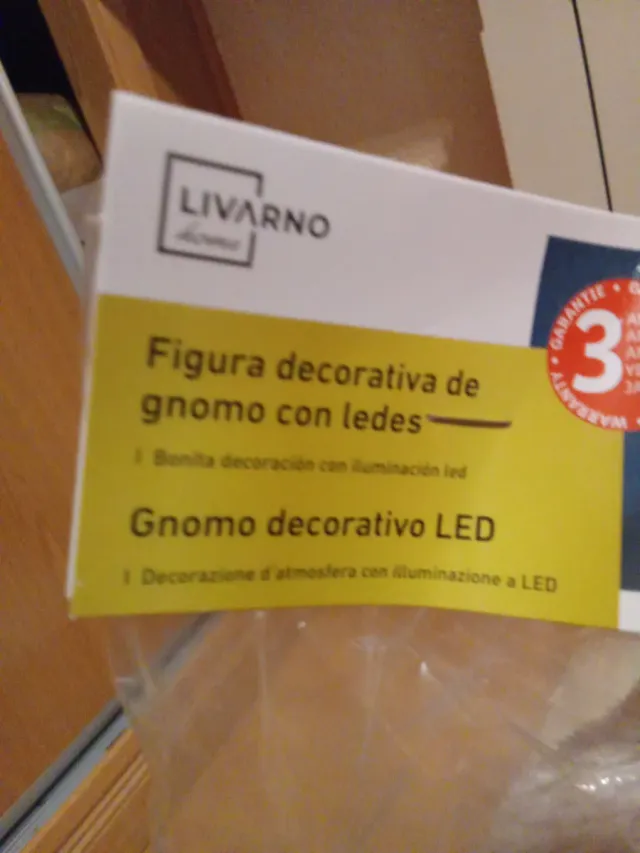 LIVARNO
home
Figura decorativa de
gnomo con ledes
| Bonita decoración con iluminación led
Gnomo decorativo LED
| Decorazione d'atmosfera con illuminazione a LED
GARANTIE
3
WARRANTY